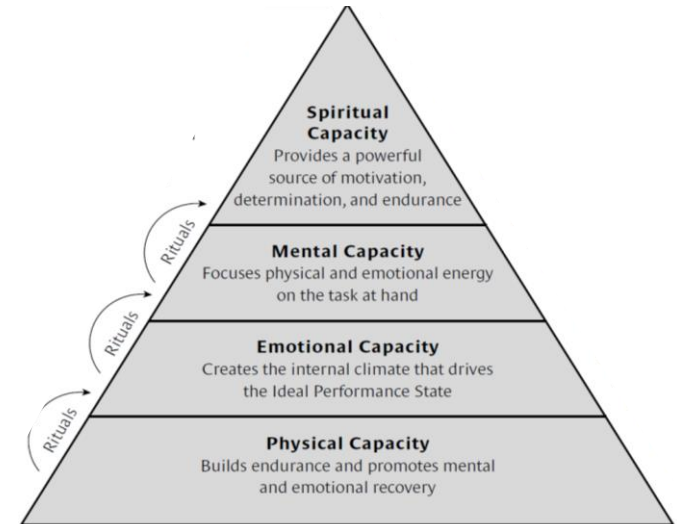 Spiritual
Capacity
Provides a powerful
source of motivation,
determination, and endurance
Rituals
Mental Capacity
Focuses physical and emotional energy
on the task at hand
Rituals
Emotional Capacity
Creates the internal climate that drives
the Ideal Performance State
Rituals
Physical Capacity
Builds endurance and promotes mental
and emotional recovery